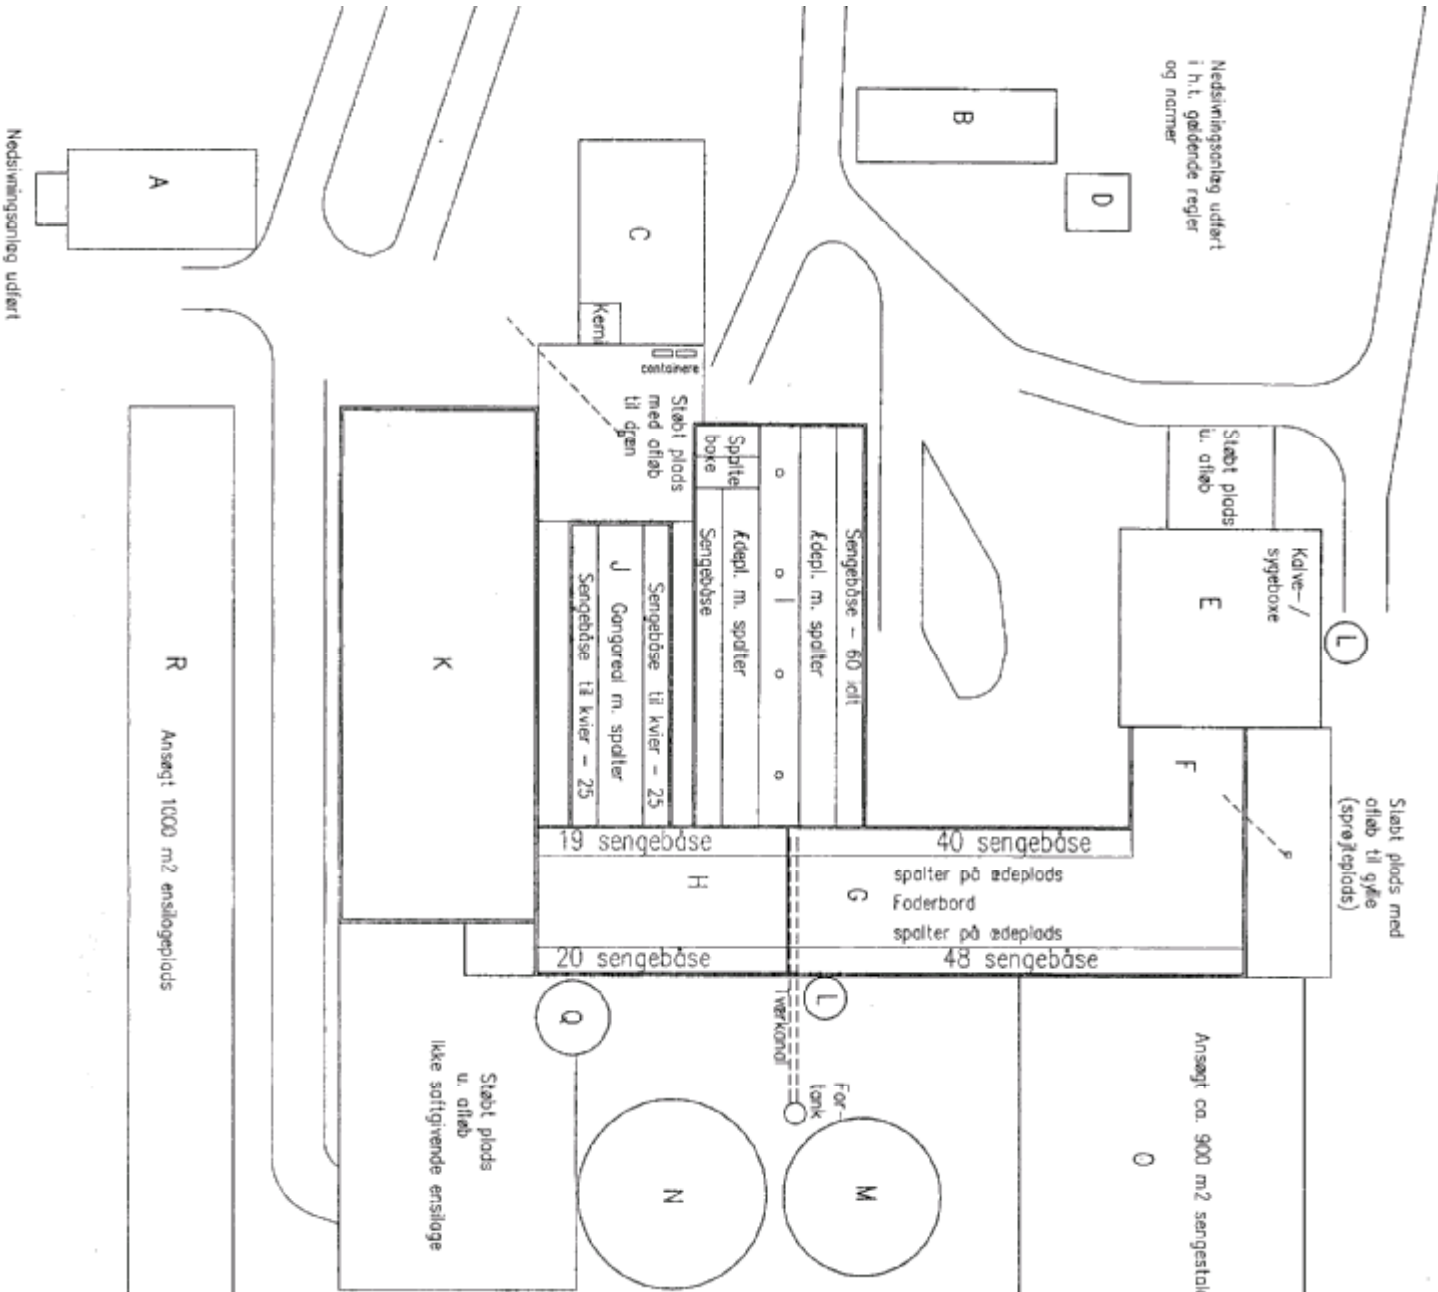 Nedsivningsanlæg udført
i h.t. gældende regler
og normer
B
D
A
Nedsivningsanlæg udført
C
Kemi
containere
Støbt plads
med afløb
til dræn
Støbt plads
u. afløb
Kalve-/
sygeboxe
E
L
Spalte
boxe
Sengebåse
Ædepl. m. spalter
I
Ædepl. m. spalter
Sengebåse - 60 ialt
J
Sengebåse til kvier - 25
Gangareal m. spalter
Sengebåse til kvier - 25
K
R
Ansøgt 1000 m2 ensilageplads
F
Støbt plads med
afløb til gylle
(sprøjteplads)
19 sengebåse
40 sengebåse
H
G
spalter på ædeplads
Foderbord
spalter på ædeplads
20 sengebåse
48 sengebåse
Q
L
Tværkanal
For-
tank
Støbt plads
u. afløb
ikke saftgivende ensilage
N
M
O
Ansøgt ca. 900 m2 sengestald